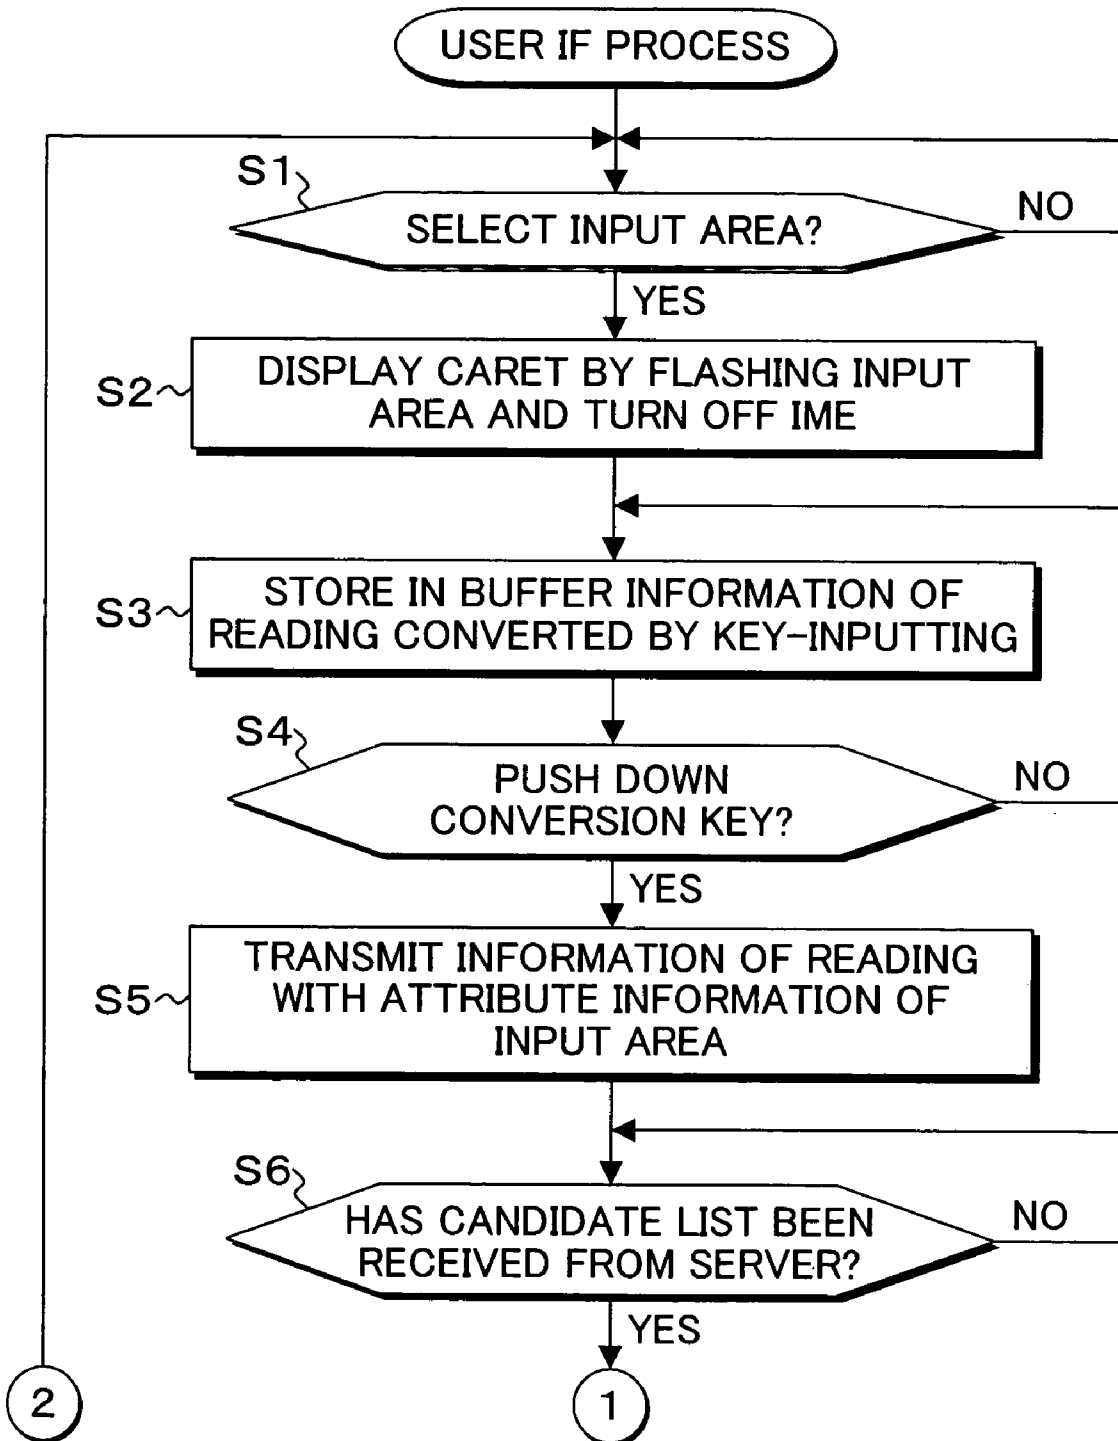 USER IF PROCESS
S1
SELECT INPUT AREA?
NO
YES
S2
DISPLAY CARET BY FLASHING INPUT
AREA AND TURN OFF IME
S3
STORE IN BUFFER INFORMATION OF
READING CONVERTED BY KEY-INPUTTING
S4
PUSH DOWN
CONVERSION KEY?
NO
YES
S5
TRANSMIT INFORMATION OF READING
WITH ATTRIBUTE INFORMATION OF
INPUT AREA
S6
HAS CANDIDATE LIST BEEN
RECEIVED FROM SERVER?
NO
YES
2
1